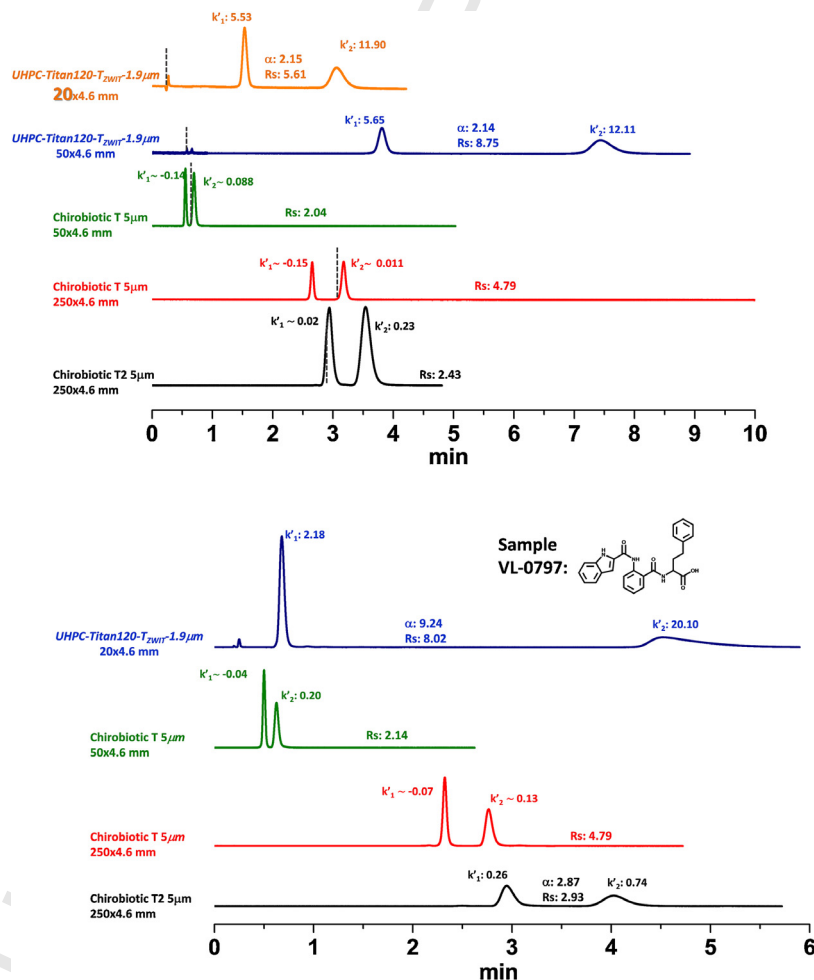 k'1: 5.53
k'2: 11.90
α: 2.15
Rs: 5.61
UHPC-Titan120-TZWIT-1.9μm
20x4.6 mm
k'1: 5.65
α: 2.14
k'2: 12.11
Rs: 8.75
UHPC-Titan120-TZWIT-1.9μm
50x4.6 mm
k'1~ -0.14
k'2~ 0.088
Rs: 2.04
Chirobiotic T 5μm
50x4.6 mm
k'1~ -0.15
k'2~ 0.011
Rs: 4.79
Chirobiotic T 5μm
250x4.6 mm
k'1 ~ 0.02
k'2: 0.23
Rs: 2.43
Chirobiotic T2 5μm
250x4.6 mm
0 1 2 3 4 5 6 7 8 9 10
min
k'1: 2.18
Sample
VL-0797:
H
N
O
NH
O
N
H
O
OH
α: 9.24
Rs: 8.02
k'2: 20.10
UHPC-Titan120-TZWIT-1.9μm
20x4.6 mm
k'1~ -0.04
k'2: 0.20
Rs: 2.14
Chirobiotic T 5μm
50x4.6 mm
k'1 ~ -0.07
k'2 ~ 0.13
Rs: 4.79
Chirobiotic T 5μm
250x4.6 mm
k'1: 0.26
α: 2.87
k'2: 0.74
Rs: 2.93
Chirobiotic T2 5μm
250x4.6 mm
0 1 2 3 4 5 6
min